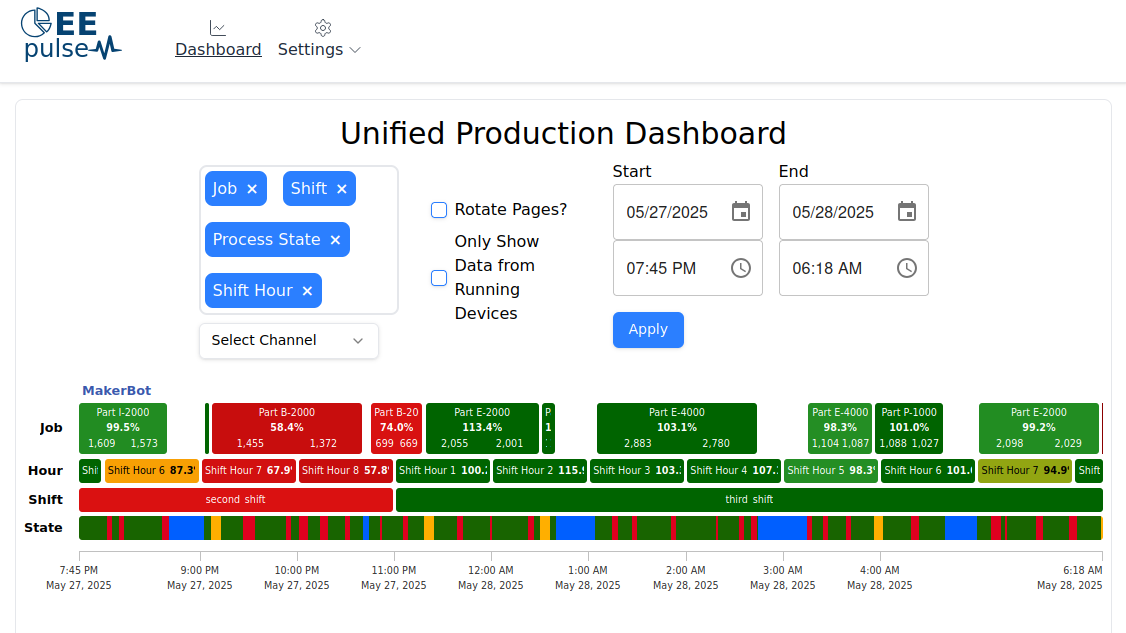 EE
pulse
Dashboard
Settings
Unified Production Dashboard
Job × Shift ×
Process State ×
Shift Hour ×
Select Channel
Rotate Pages?
Only Show
Data from
Running
Devices
Start
05/27/2025
07:45 PM
End
05/28/2025
06:18 AM
Apply
MakerBot
Job
Part I-2000
99.5%
1,609 1,573
Part B-2000
58.4%
1,455 1,372
Part B-20
74.0%
699 669
Part E-2000
113.4%
2,055 2,001
P
1
Part E-4000
103.1%
2,883 2,780
Part E-4000
98.3%
1,104 1,087
Part P-1000
101.0%
1,088 1,027
Part E-2000
99.2%
2,098 2,029
Hour
Shif Shift Hour 6 87.3 Shift Hour 7 67.9 Shift Hour 8 57.8 Shift Hour 1 100. Shift Hour 2 115. Shift Hour 3 103. Shift Hour 4 107. Shift Hour 5 98.3 Shift Hour 6 101. Shift Hour 7 94.9 Shift
Shift second shift third shift
State
7:45 PM 9:00 PM 10:00 PM 11:00 PM 12:00 AM 1:00 AM 2:00 AM 3:00 AM 4:00 AM 6:18 AM
May 27, 2025 May 27, 2025 May 27, 2025 May 27, 2025 May 28, 2025 May 28, 2025 May 28, 2025 May 28, 2025 May 28, 2025 May 28, 2025